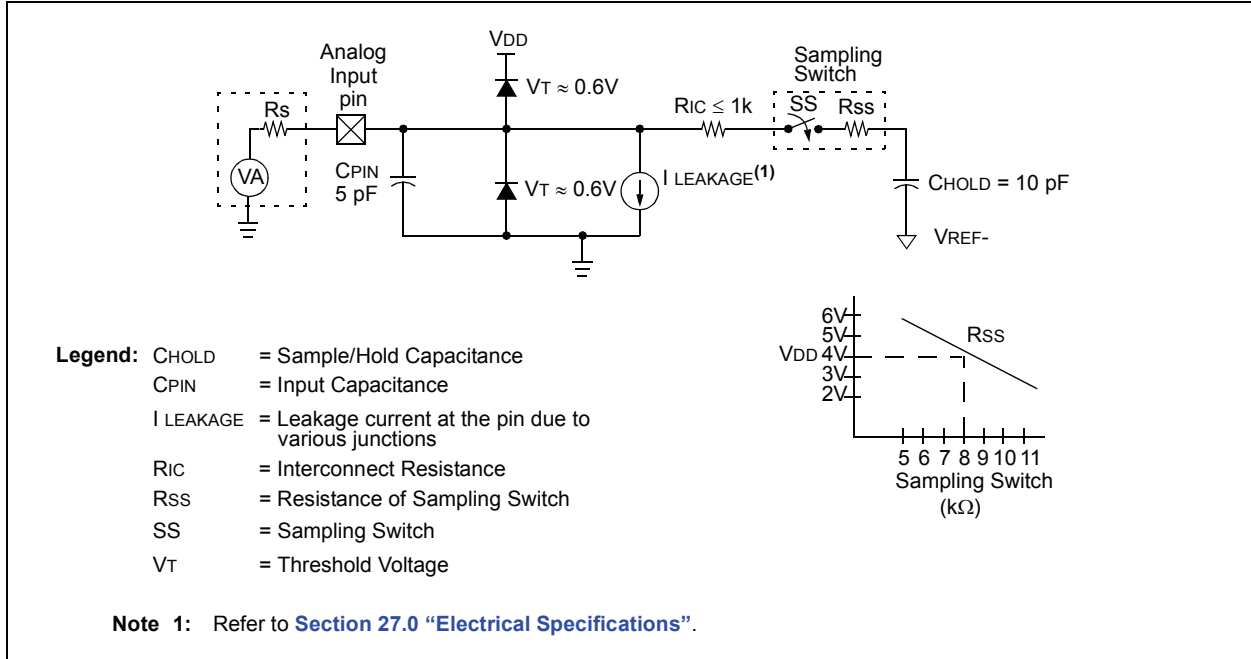 VDD
Analog
Input
pin
Sampling
Switch
VT ≈ 0.6V
Rs
RIC ≤ 1k
SS
Rss
VA
CPIN
5 pF
VT ≈ 0.6V
I LEAKAGE(1)
CHOLD = 10 pF
VREF-
6V
5V
VDD 4V
3V
2V
RSS
5 6 7 8 9 10 11
Sampling Switch
(kΩ)
Legend: CHOLD = Sample/Hold Capacitance
CPIN = Input Capacitance
I LEAKAGE = Leakage current at the pin due to
various junctions
RIC = Interconnect Resistance
RSS = Resistance of Sampling Switch
SS = Sampling Switch
VT = Threshold Voltage
Note 1: Refer to Section 27.0 “Electrical Specifications”.